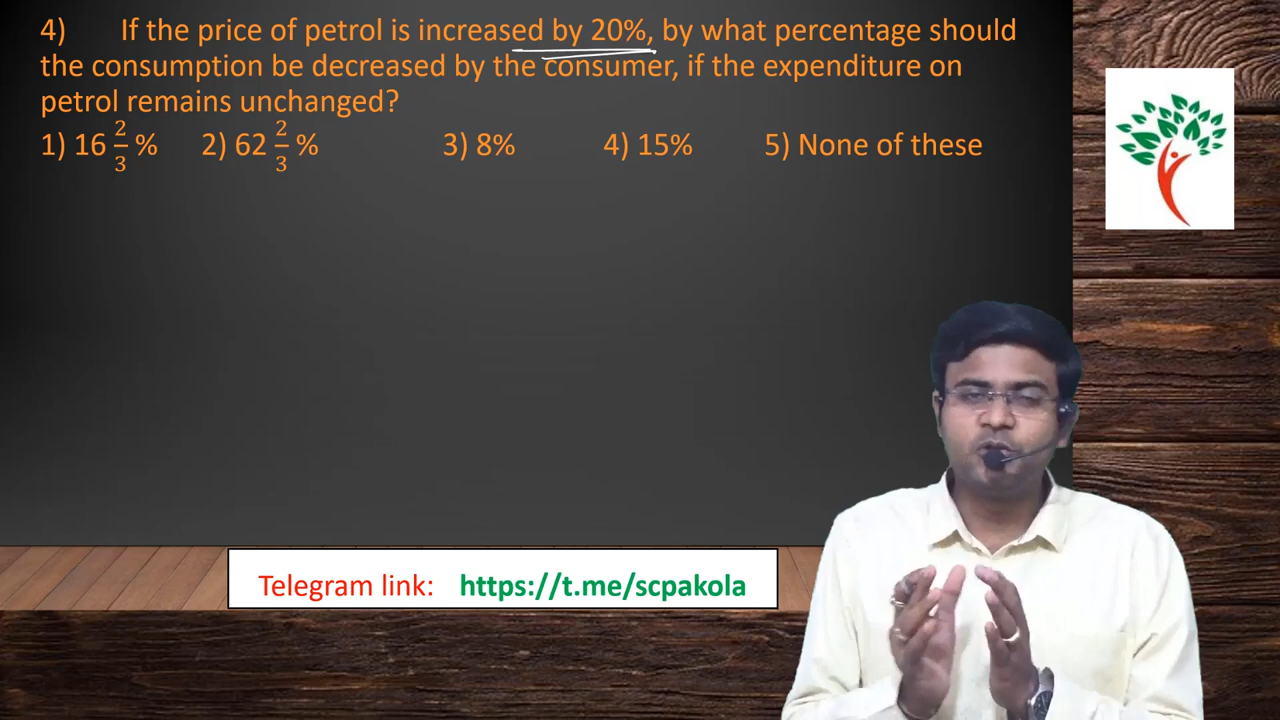 4) If the price of petrol is increased by 20%, by what percentage should
the consumption be decreased by the consumer, if the expenditure on
petrol remains unchanged?
1) 16 2/3 % 2) 62 2/3 % 3) 8% 4) 15% 5) None of these
Telegram link: https://t.me/scpakola